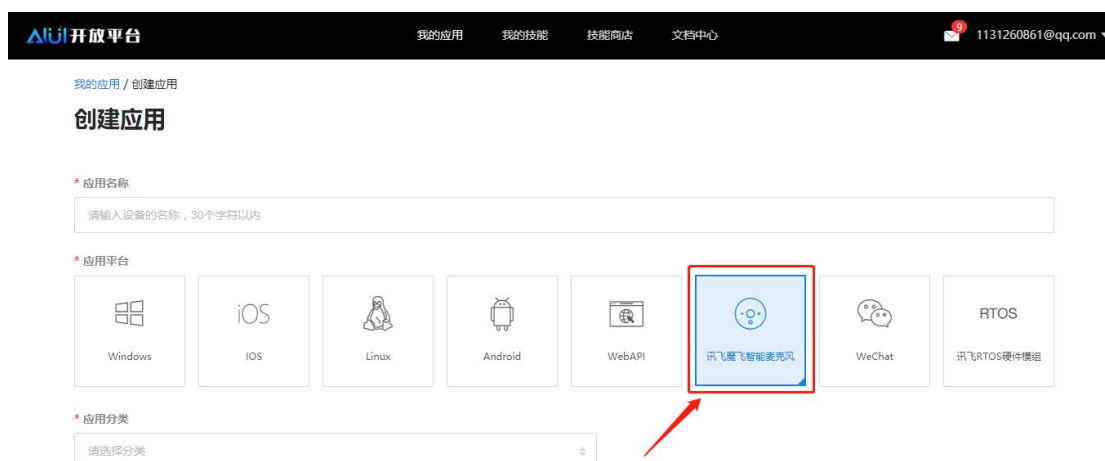 AIUI开放平台 我的应用 我的技能 技能商店 文档中心 9 1131260861@qq.com
我的应用 / 创建应用
创建应用
* 应用名称
请输入设备的名称，30个字符以内
* 应用平台
iOS RTOS
Windows IOS Linux Android WebAPI 讯飞魔飞智能麦克风 WeChat 讯飞RTOS硬件模组
* 应用分类
请选择分类